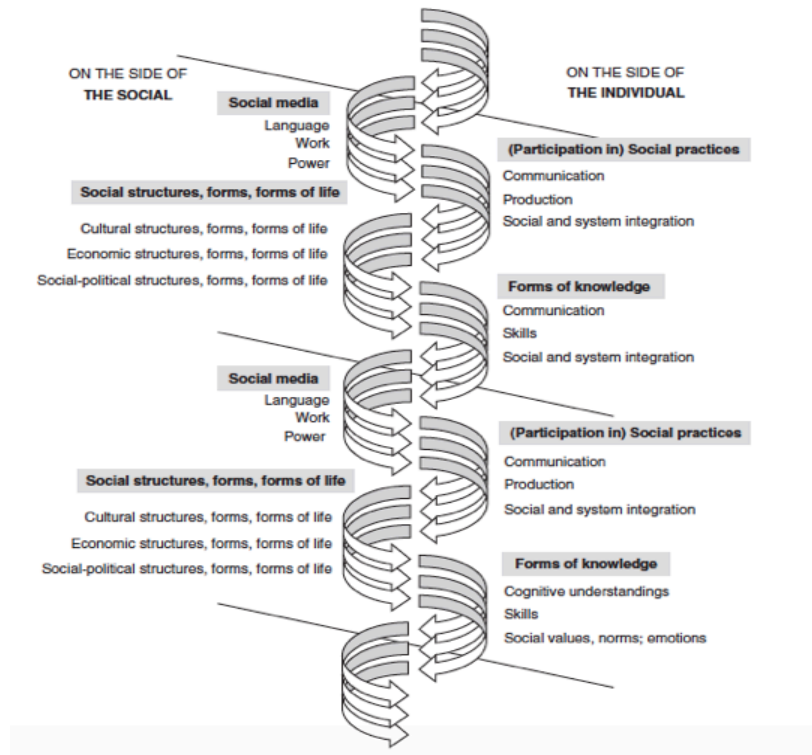 ON THE SIDE OF
THE SOCIAL
ON THE SIDE OF
THE INDIVIDUAL
Social media
Language
Work
Power
(Participation in) Social practices
Communication
Production
Social and system integration
Social structures, forms, forms of life
Cultural structures, forms, forms of life
Economic structures, forms, forms of life
Social-political structures, forms, forms of life
Forms of knowledge
Communication
Skills
Social and system integration
Social media
Language
Work
Power
(Participation in) Social practices
Communication
Production
Social and system integration
Social structures, forms, forms of life
Cultural structures, forms, forms of life
Economic structures, forms, forms of life
Social-political structures, forms, forms of life
Forms of knowledge
Cognitive understandings
Skills
Social values, norms; emotions